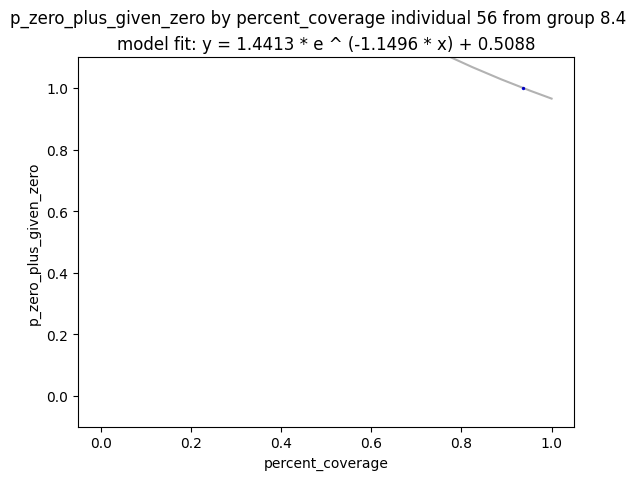 p_zero_plus_given_zero by percent_coverage individual 56 from group 8.4
model fit: y = 1.4413 * e ^ (-1.1496 * x) + 0.5088
1.0
0.8
0.6
0.4
0.2
0.0
p_zero_plus_given_zero
0.0 0.2 0.4 0.6 0.8 1.0
percent_coverage